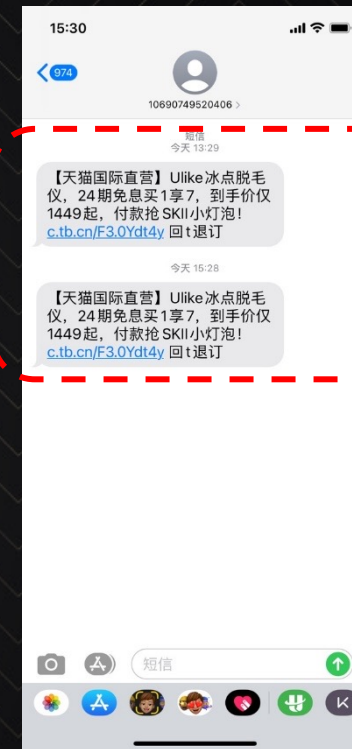 15:30
974
10690749520406 >
短信
今天 13:29
【天猫国际直营】Ulike冰点脱毛
仪，24期免息买1享7，到手价仅
1449起，付款抢SKII小灯泡！
c.tb.cn/F3.0Ydt4y 回t退订
今天 15:28
【天猫国际直营】Ulike冰点脱毛
仪，24期免息买1享7，到手价仅
1449起，付款抢SKII小灯泡！
c.tb.cn/F3.0Ydt4y 回t退订
短信